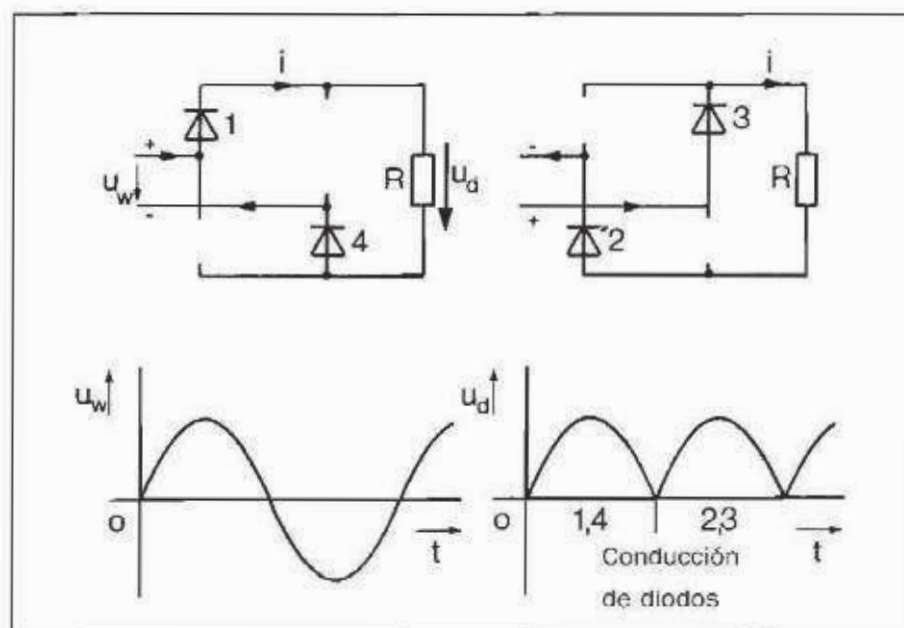 i
i
1
3
+
-
u_w
R
u_d
R
-
+
4
2
u_w
u_d
o
t
o
1,4
2,3
t
Conducción
de diodos